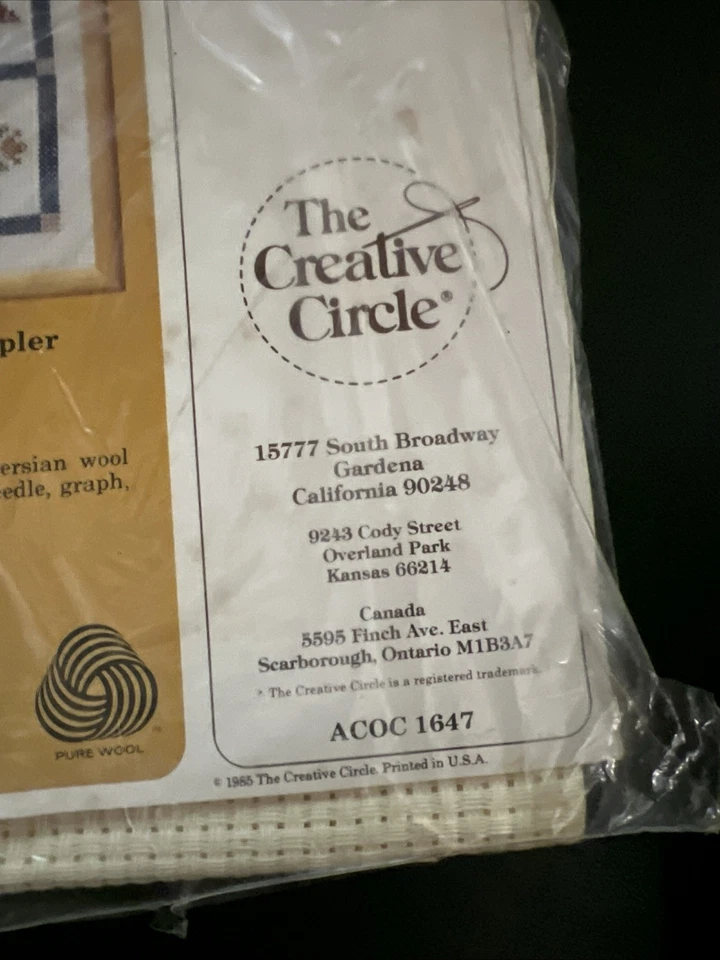 pler
ersian wool
edle, graph,
PURE WOOL
The
Creative
Circle®
15777 South Broadway
Gardena
California 90248
9243 Cody Street
Overland Park
Kansas 66214
Canada
5595 Finch Ave. East
Scarborough, Ontario M1B3A7
The Creative Circle is a registered trademark.
ACOC 1647
© 1985 The Creative Circle. Printed in U.S.A.